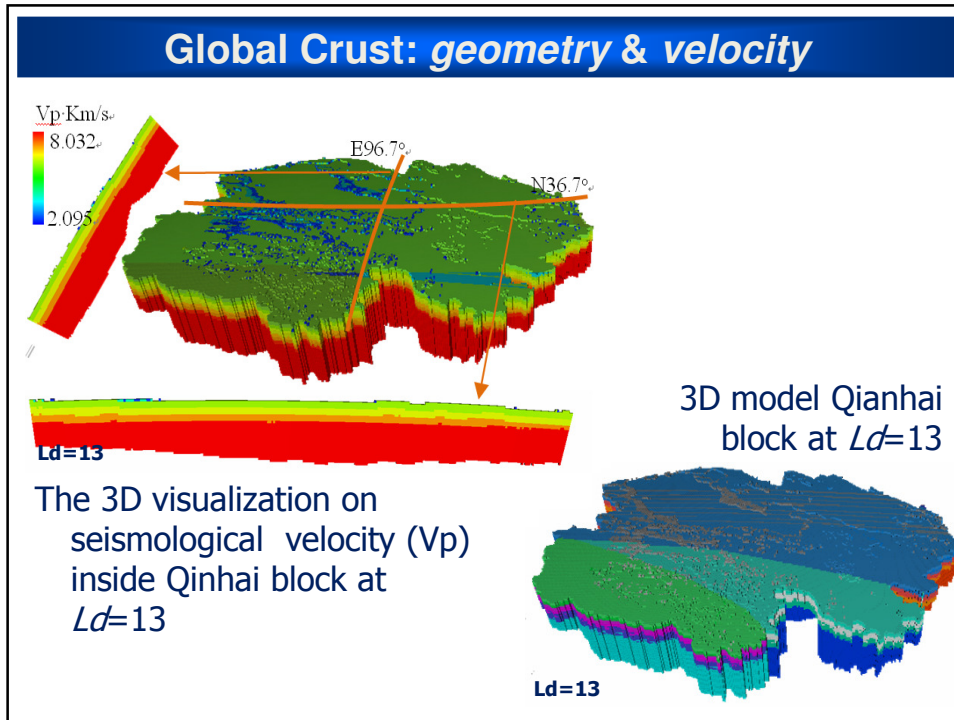 Global Crust: geometry & velocity
Vp·Km/s
8.032
2.095
E96.7°
N36.7°
Ld=13
3D model Qianhai
block at Ld=13
The 3D visualization on
seismological velocity (Vp)
inside Qinhai block at
Ld=13
Ld=13